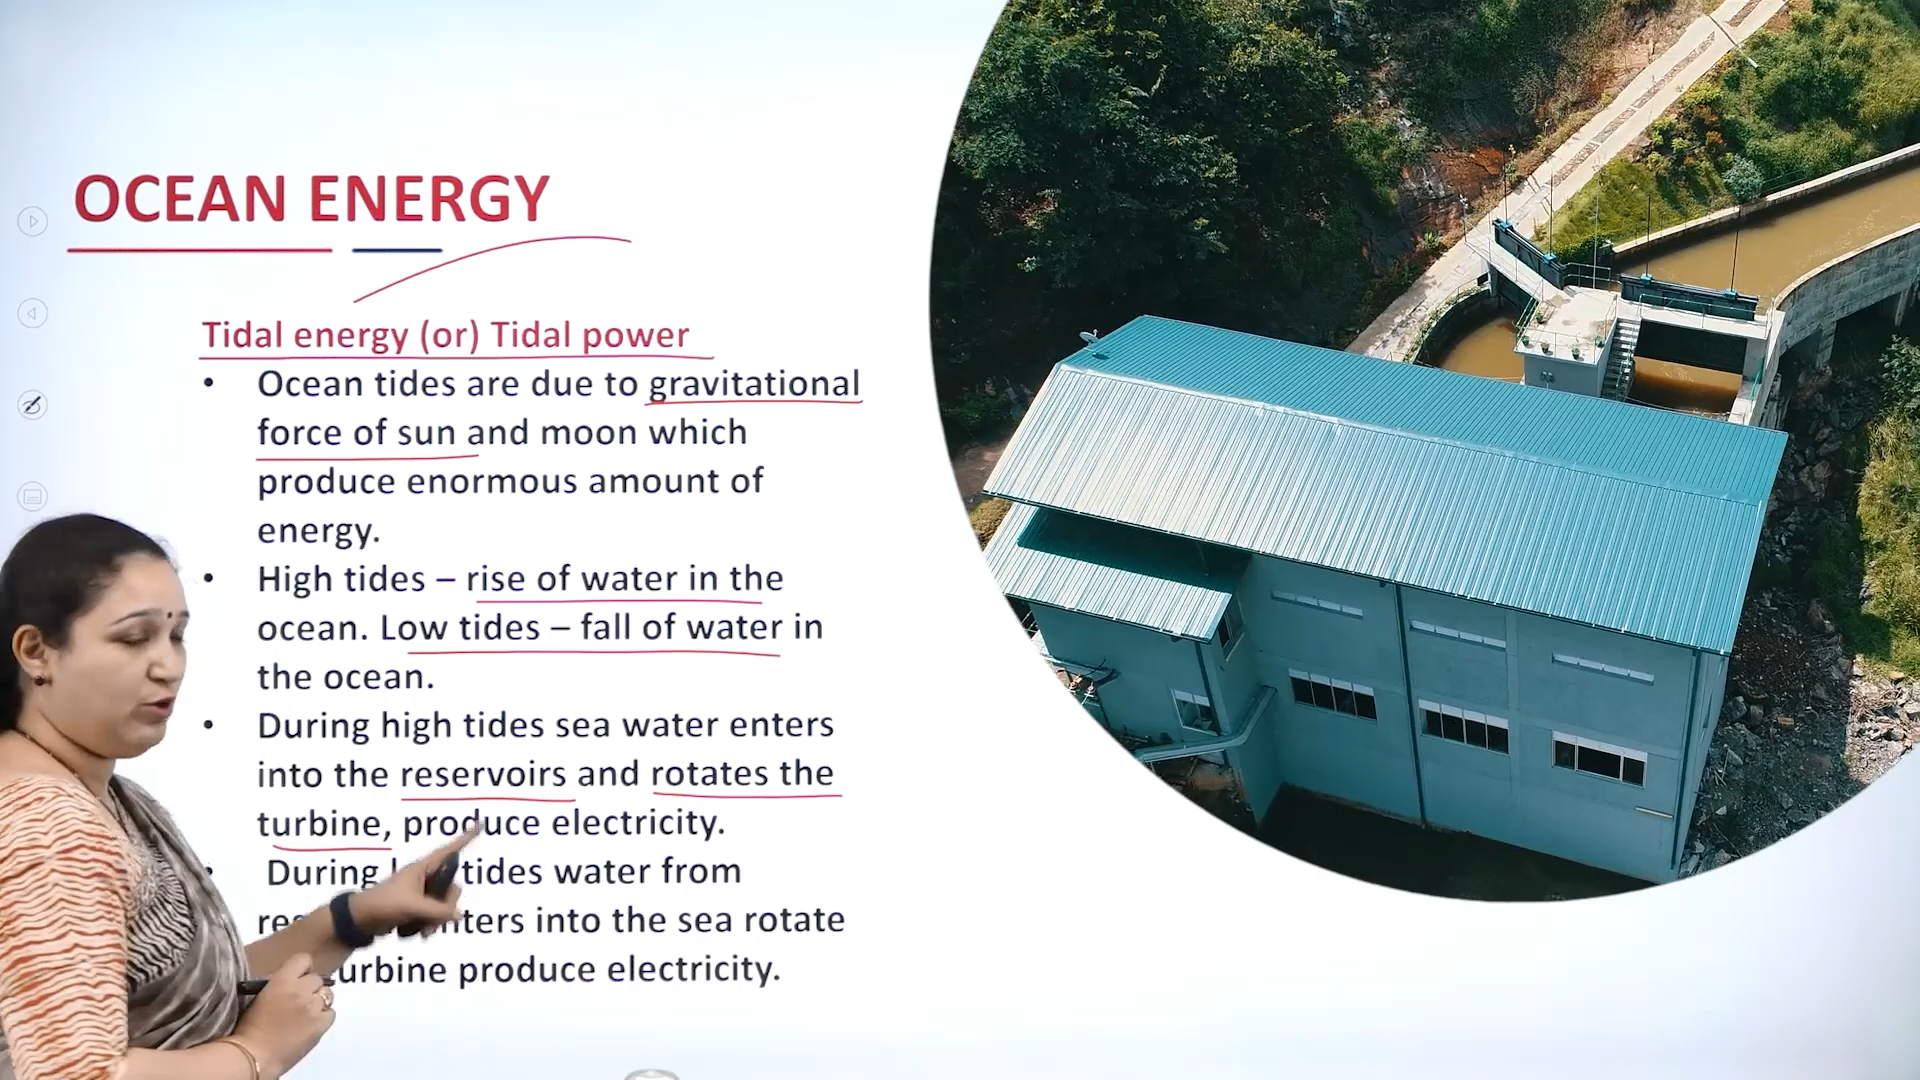 OCEAN ENERGY
Tidal energy (or) Tidal power
• Ocean tides are due to gravitational
force of sun and moon which
produce enormous amount of
energy.
• High tides – rise of water in the
ocean. Low tides – fall of water in
the ocean.
• During high tides sea water enters
into the reservoirs and rotates the
turbine, produce electricity.
• During tides water from
into the sea rotate
turbine produce electricity.